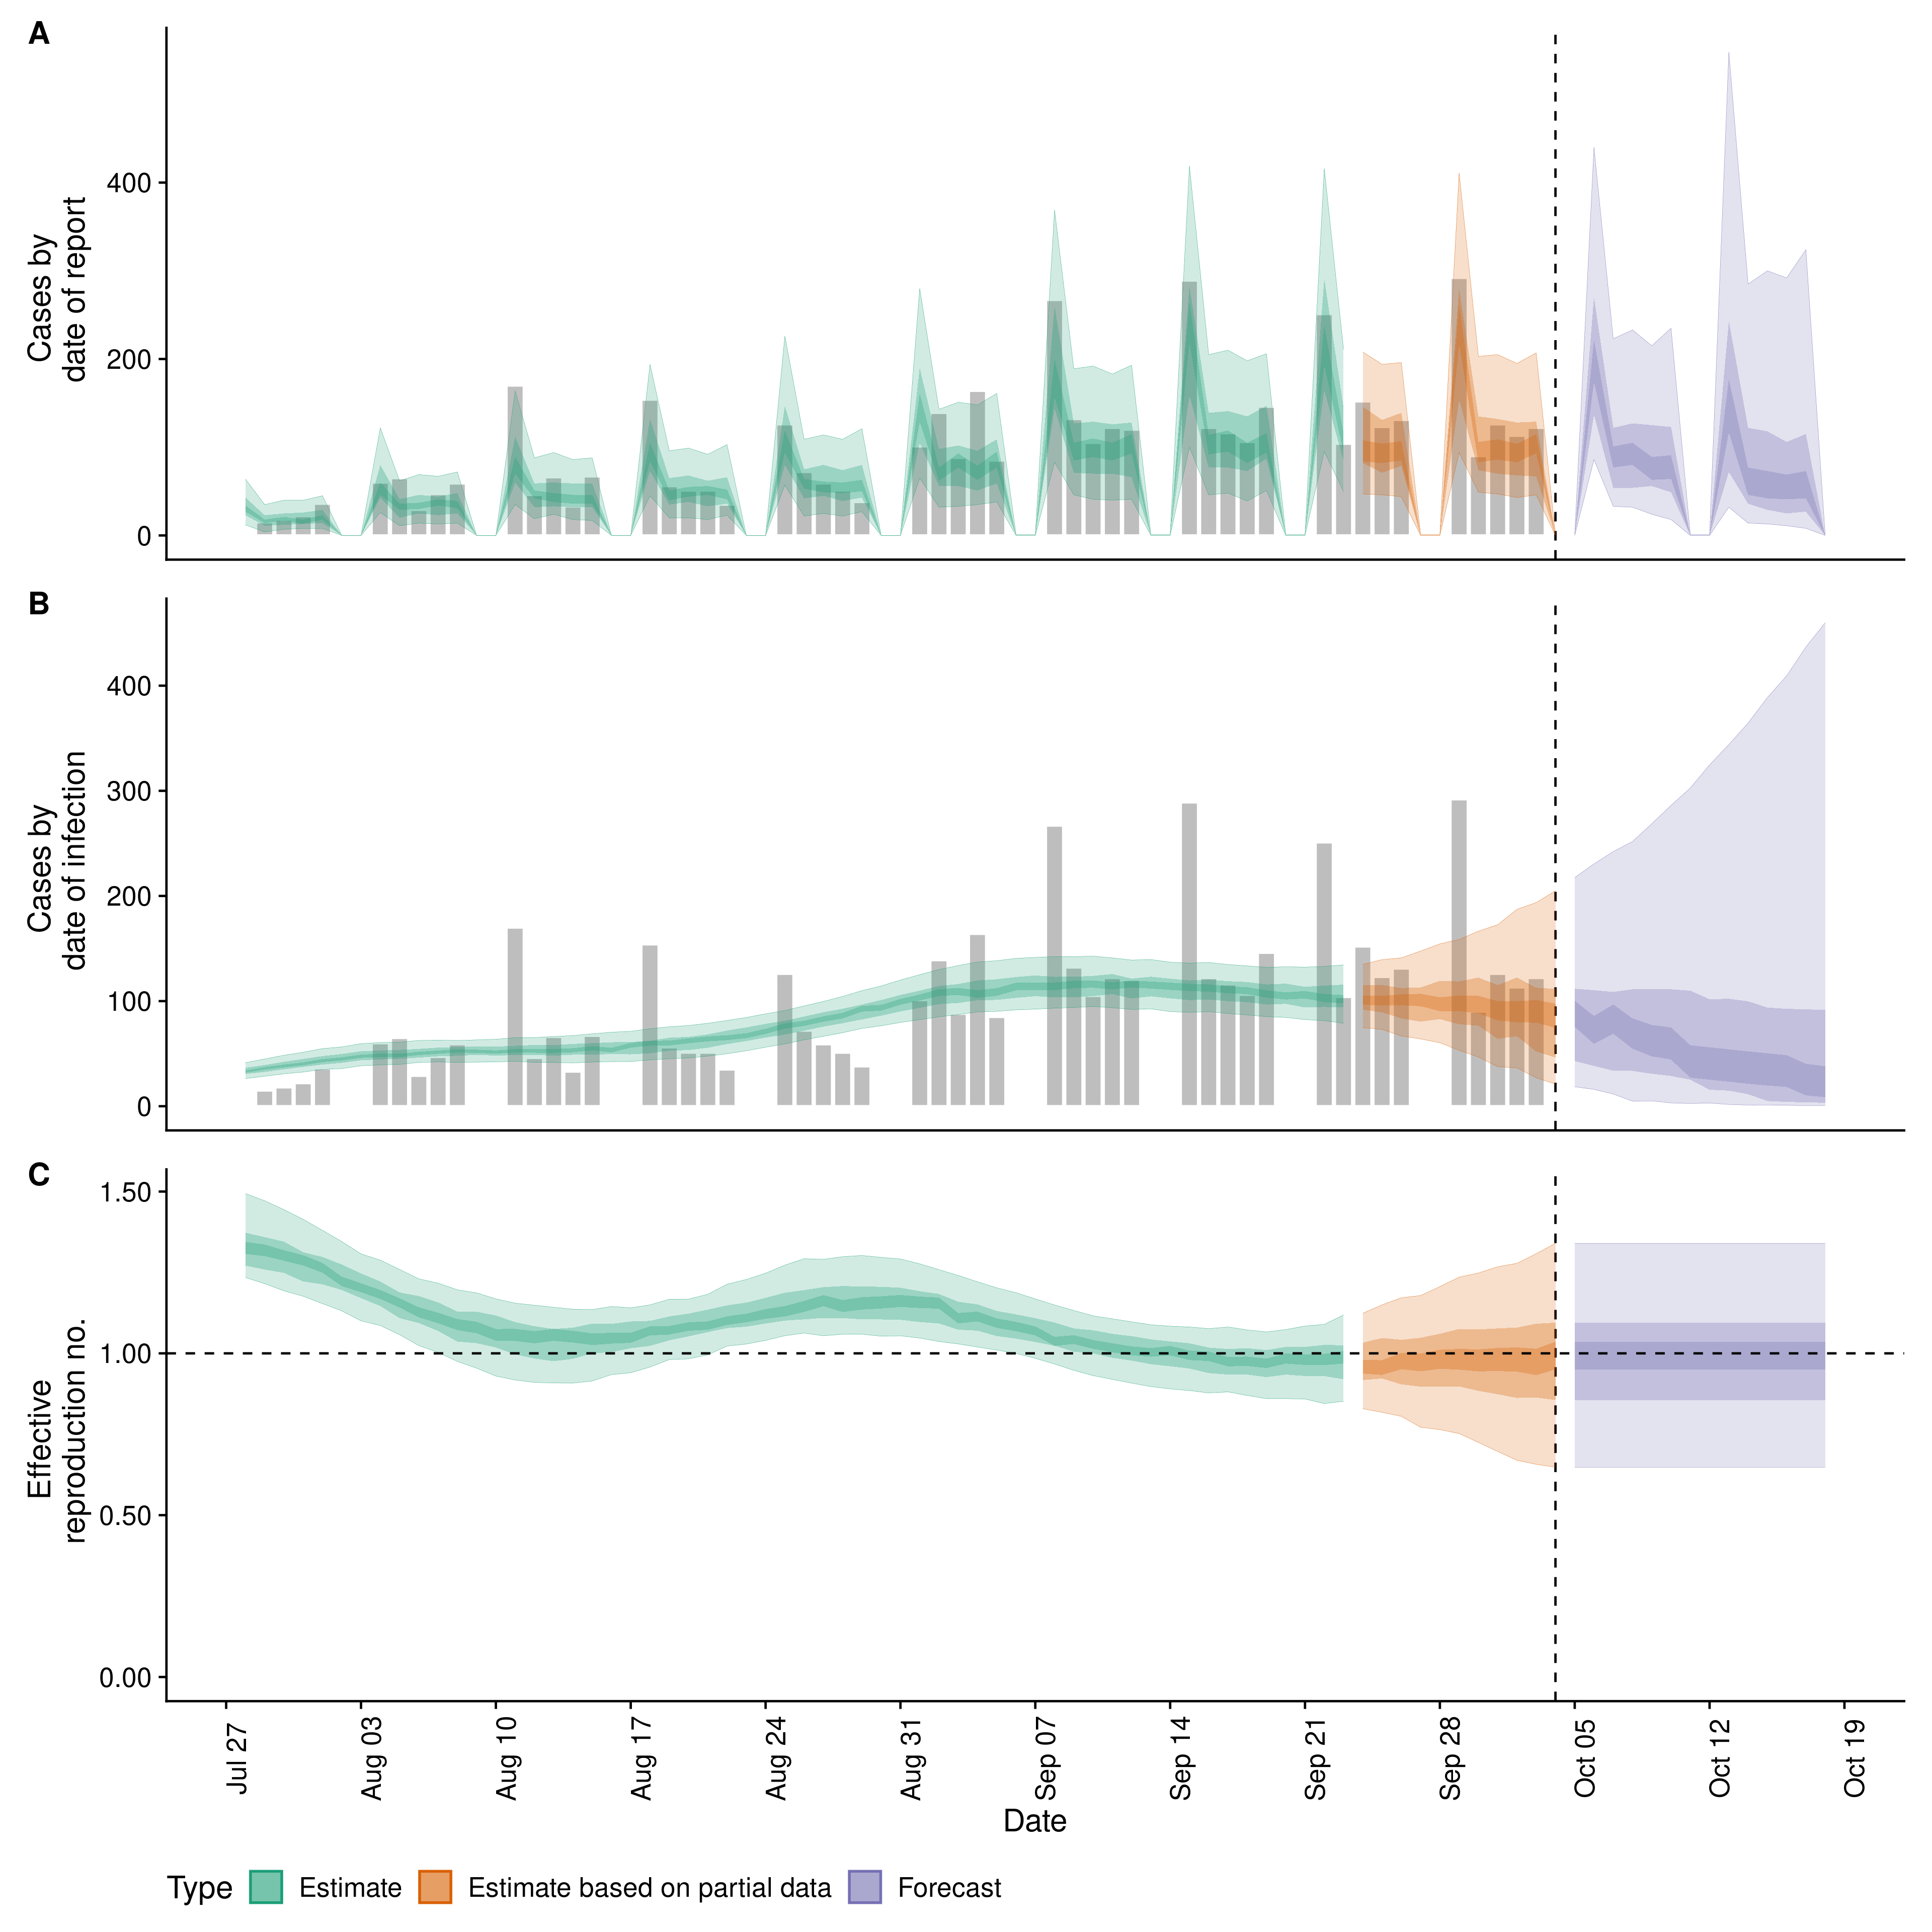 A
Cases by
date of report
400
200
0
B
Cases by
date of infection
400
300
200
100
0
C
Effective
reproduction no.
1.50
1.00
0.50
0.00
Jul 27
Aug 03
Aug 10
Aug 17
Aug 24
Aug 31
Sep 07
Sep 14
Sep 21
Sep 28
Oct 05
Oct 12
Oct 19
Date
Type Estimate Estimate based on partial data Forecast